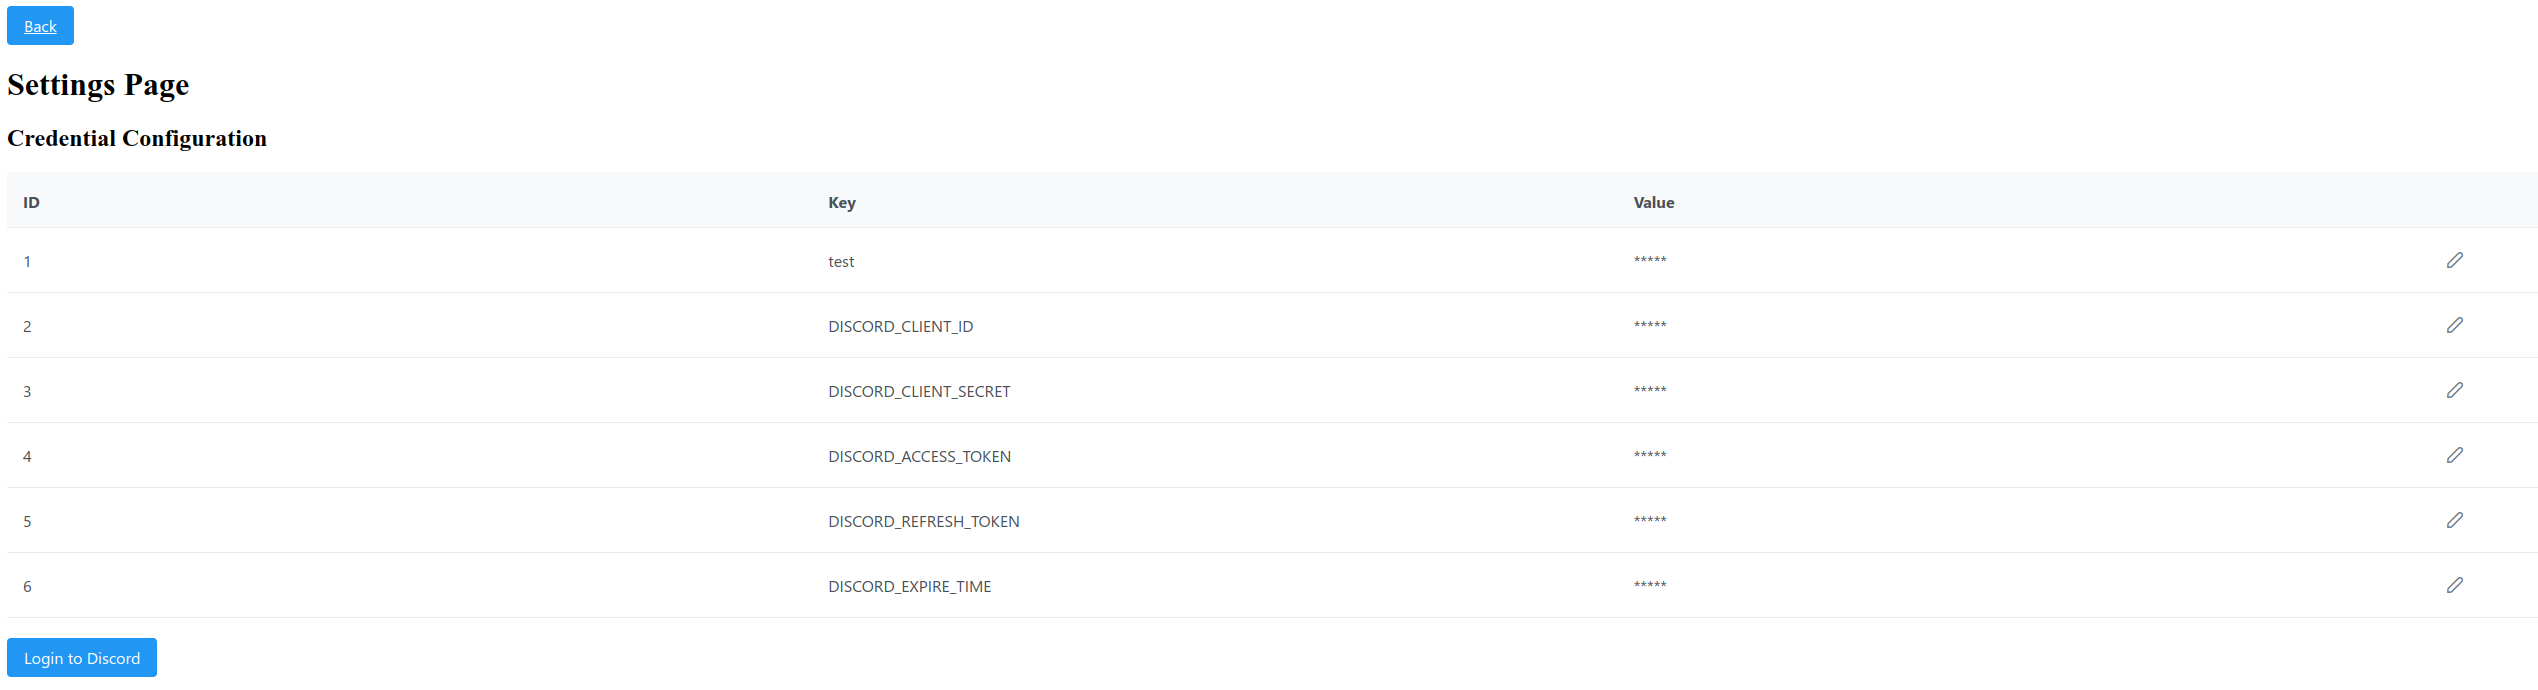 Back
Settings Page
Credential Configuration
ID Key Value
1 test *****
2 DISCORD_CLIENT_ID *****
3 DISCORD_CLIENT_SECRET *****
4 DISCORD_ACCESS_TOKEN *****
5 DISCORD_REFRESH_TOKEN *****
6 DISCORD_EXPIRE_TIME *****
Login to Discord